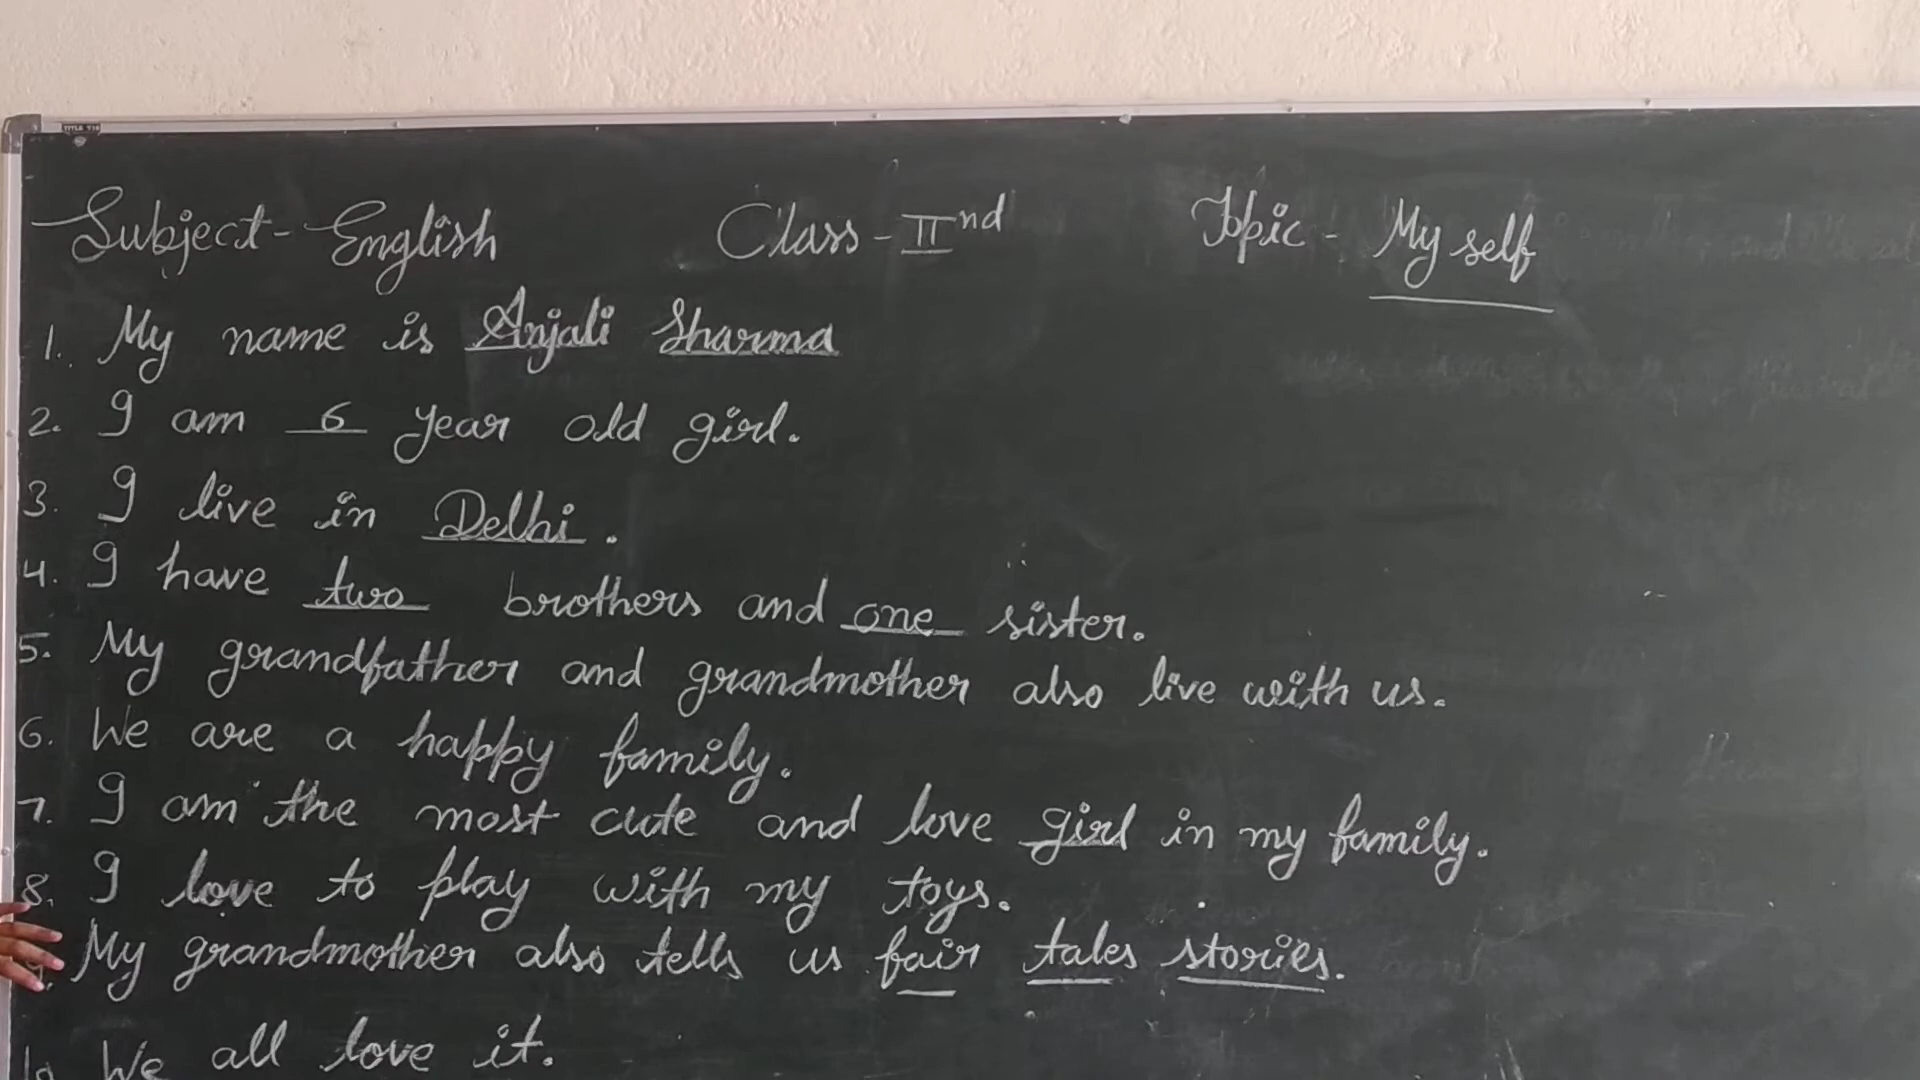 Subject- English Class - IInd Topic - My self
1. My name is Anjali Sharma
2. I am 6 year old girl.
3. I live in Delhi.
4. I have two brothers and one sister.
5. My grandfather and grandmother also live with us.
6. We are a happy family.
7. I am the most cute and love girl in my family.
8. I love to play with my toys.
9. My grandmother also tells us fair tales stories.
10 We all love it.